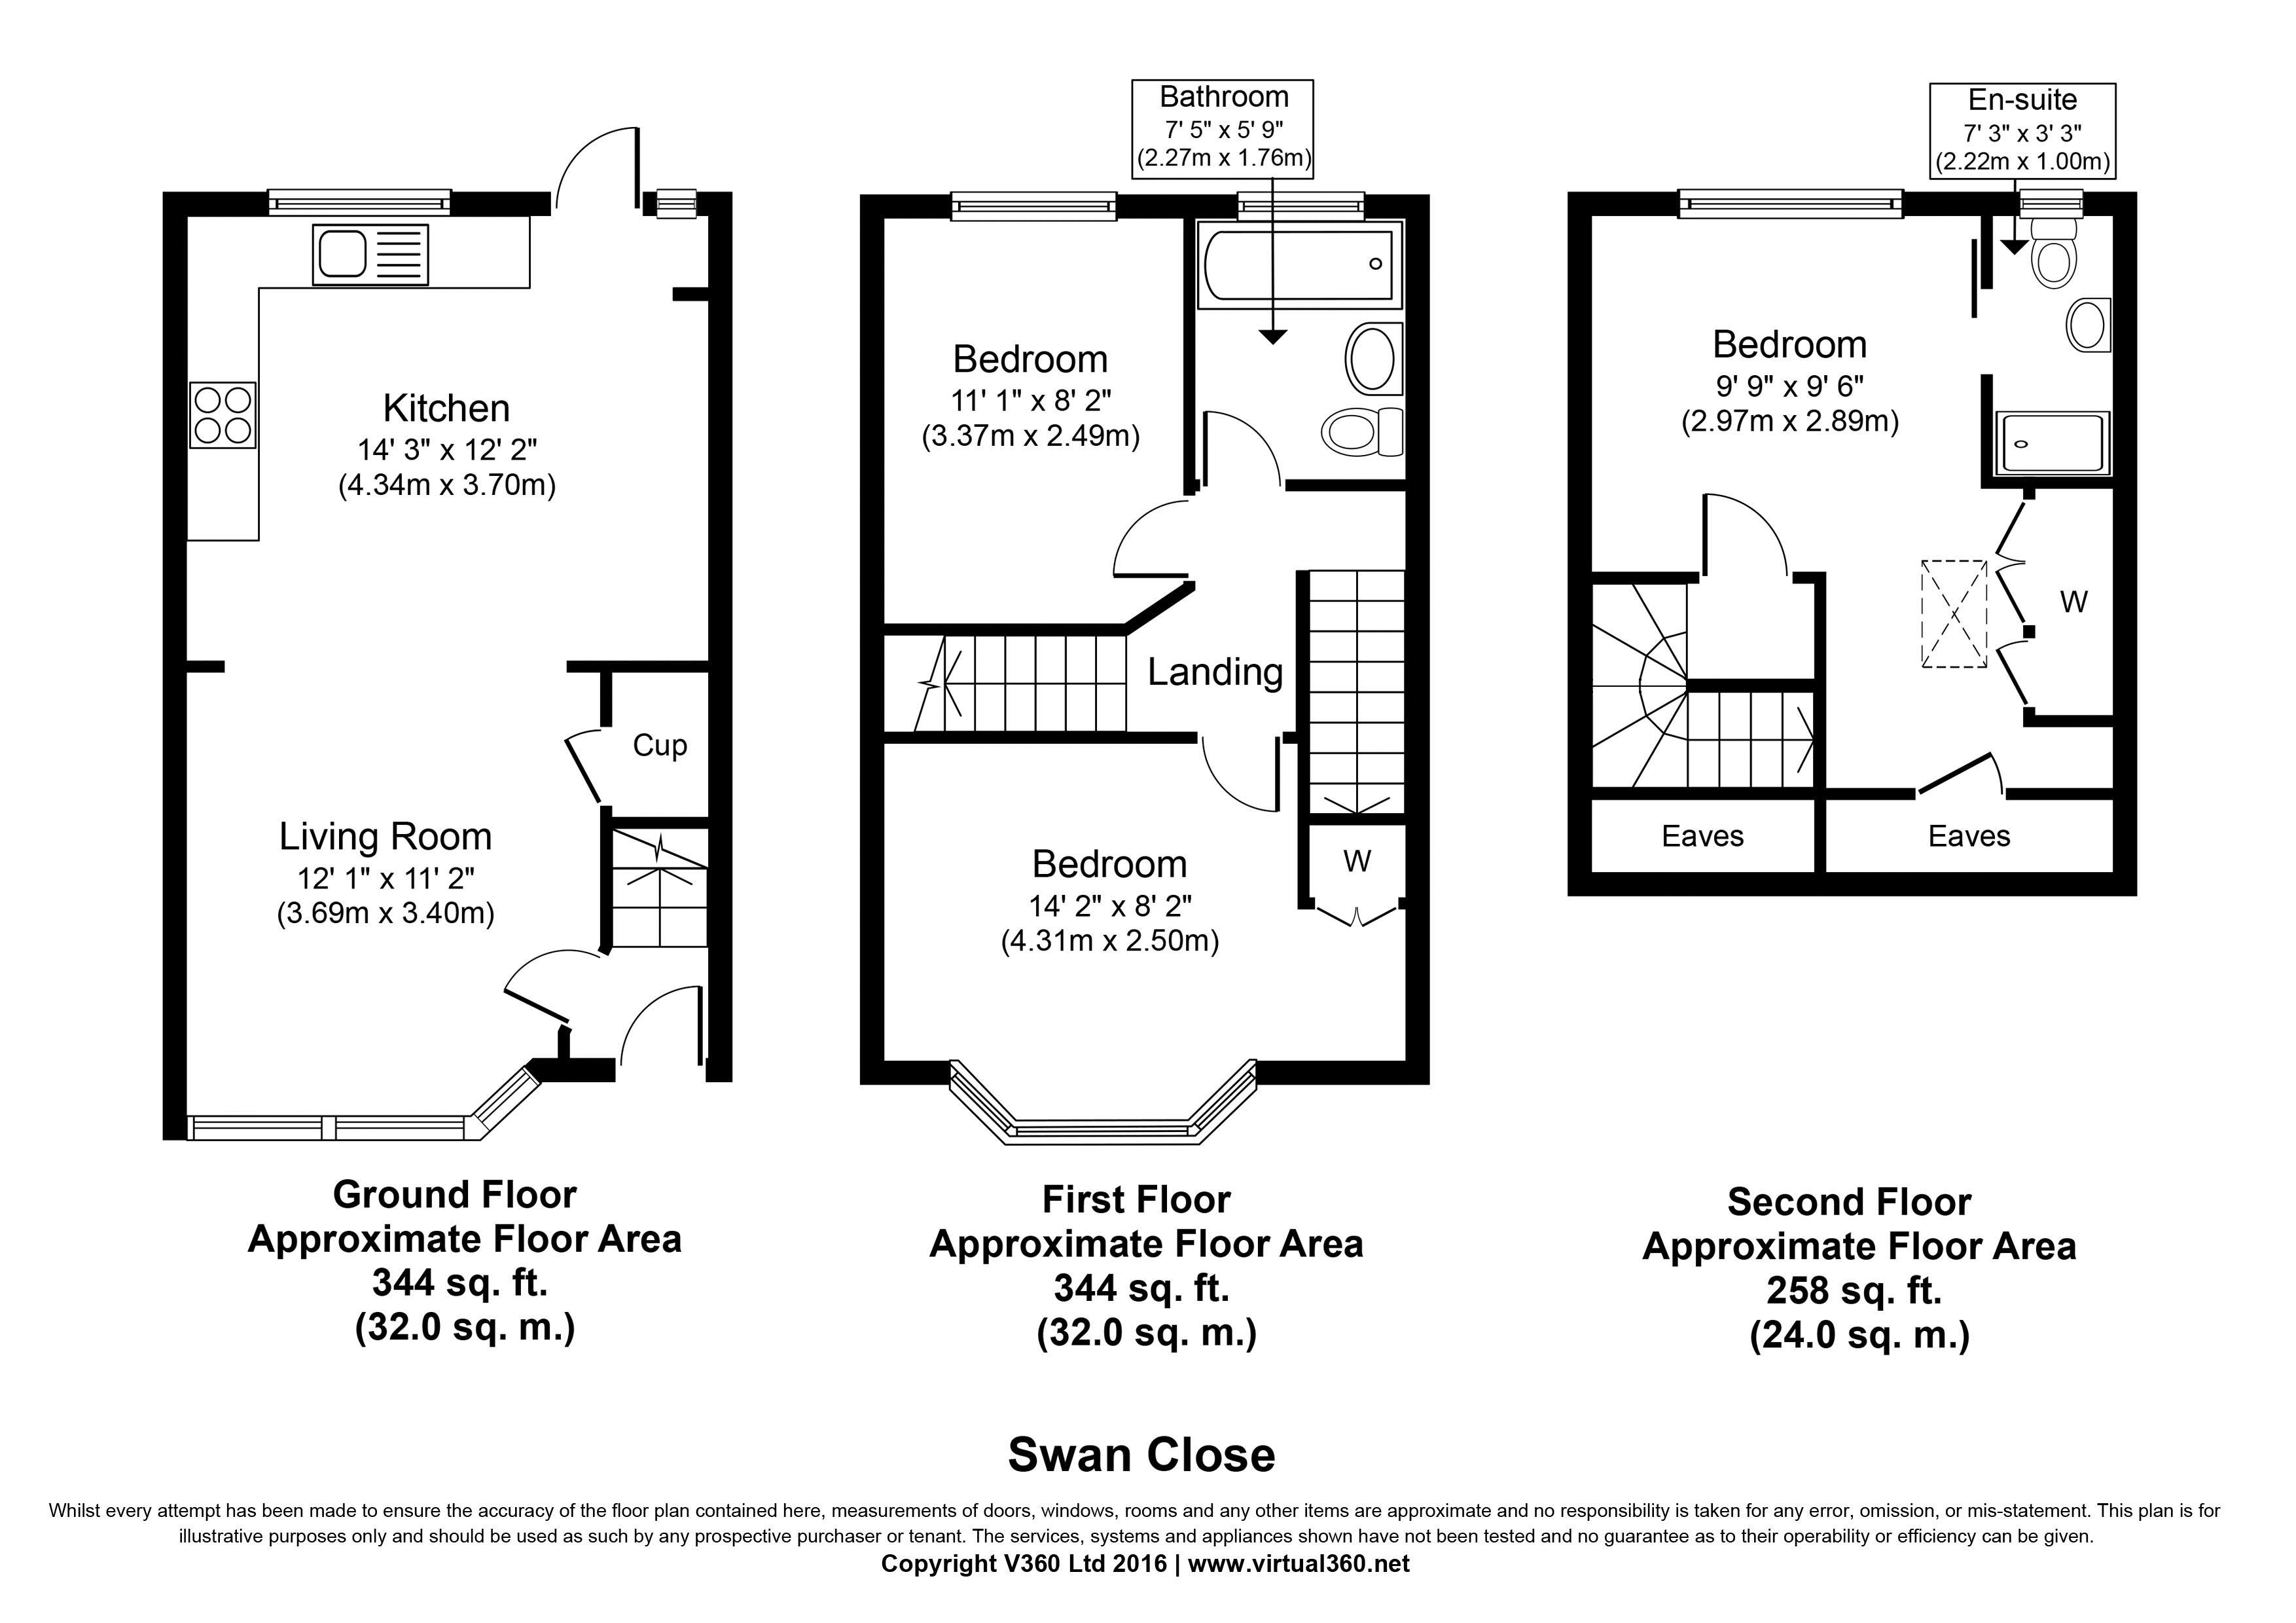 Bathroom
7' 5" x 5' 9"
(2.27m x 1.76m)
En-suite
7' 3" x 3' 3"
(2.22m x 1.00m)
Kitchen
14' 3" x 12' 2"
(4.34m x 3.70m)
Cup
Living Room
12' 1" x 11' 2"
(3.69m x 3.40m)
Bedroom
11' 1" x 8' 2"
(3.37m x 2.49m)
Landing
Bedroom
14' 2" x 8' 2"
(4.31m x 2.50m)
W
Bedroom
9' 9" x 9' 6"
(2.97m x 2.89m)
W
Eaves
Eaves
Ground Floor
Approximate Floor Area
344 sq. ft.
(32.0 sq. m.)
First Floor
Approximate Floor Area
344 sq. ft.
(32.0 sq. m.)
Second Floor
Approximate Floor Area
258 sq. ft.
(24.0 sq. m.)
Swan Close
Whilst every attempt has been made to ensure the accuracy of the floor plan contained here, measurements of doors, windows, rooms and any other items are approximate and no responsibility is taken for any error, omission, or mis-statement. This plan is for
illustrative purposes only and should be used as such by any prospective purchaser or tenant. The services, systems and appliances shown have not been tested and no guarantee as to their operability or efficiency can be given.
Copyright V360 Ltd 2016 | www.virtual360.net